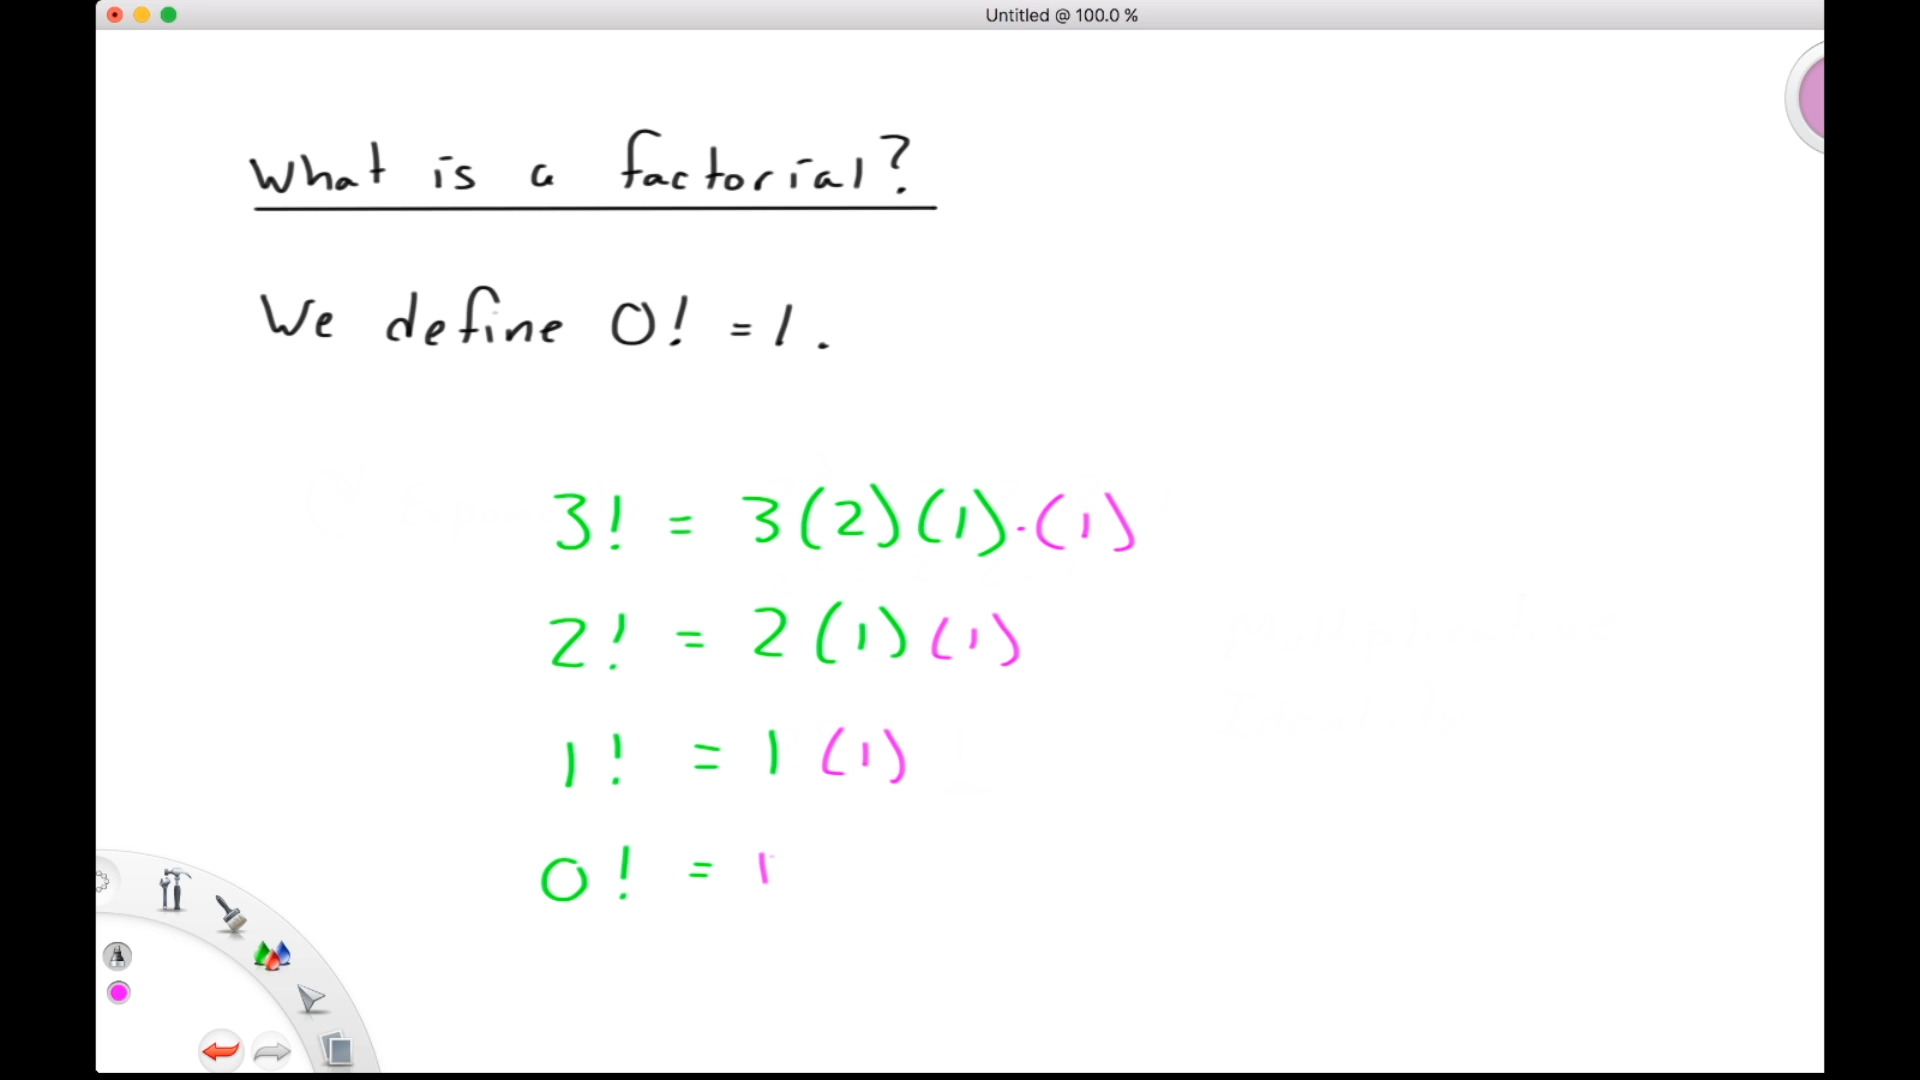 Untitled @ 100.0 %
What is a factorial?
We define 0! = 1.
3! = 3(2)(1)·(1)
2! = 2(1)(1)
1! = 1(1)
0! = 1